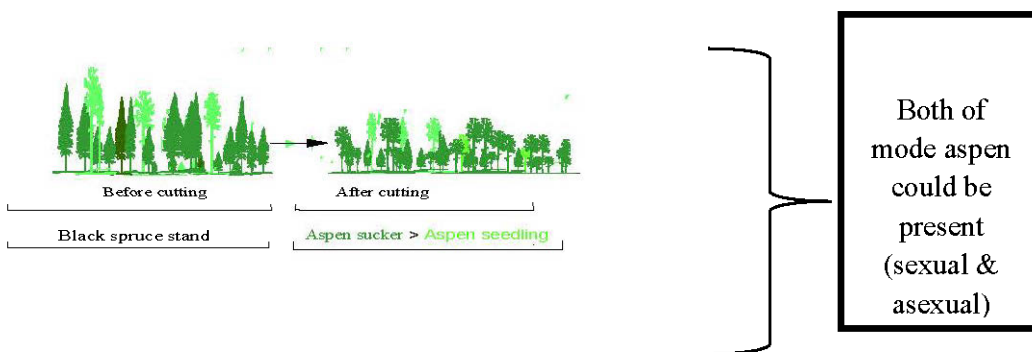 Before cutting
After cutting
Black spruce stand
Aspen sucker > Aspen seedling
Both of
mode aspen
could be
present
(sexual &
asexual)